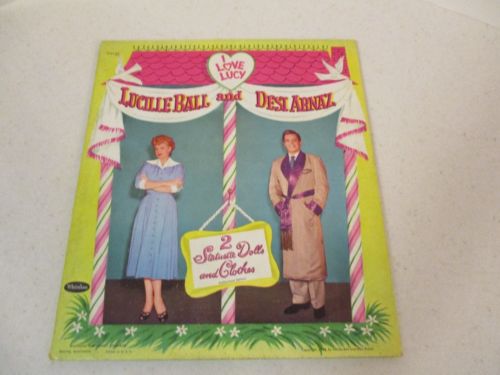 I
LOVE
LUCY
LUCILLE BALL and DESI ARNAZ
2
Statuette Dolls
and Clothes
Whitman